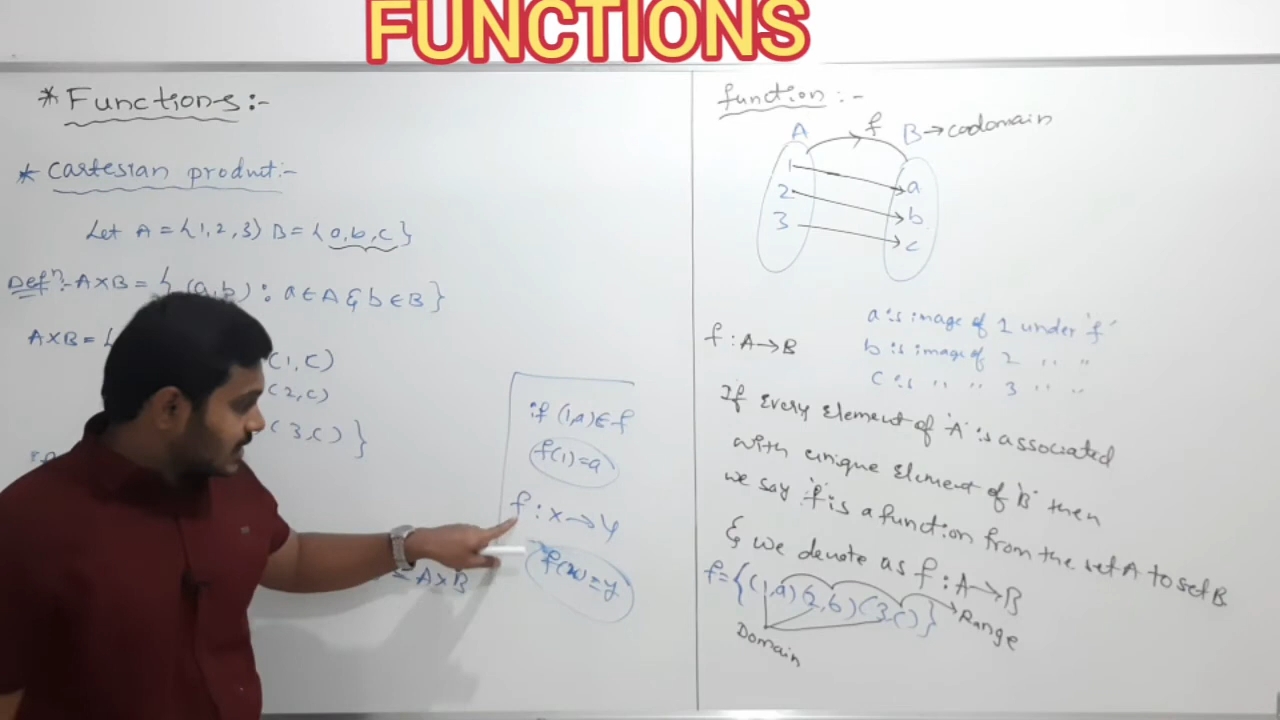 FUNCTIONS
* Functions:-
* Cartesian product:-
Let A = {1,2,3} B = {a,b,c}
Defn:- A×B = { (a,b) : a∈A & b∈B }
A×B = {
(1,c)
(2,c)
(3,c) }
= A×B
if (1,a)∈f
f(1)=a
f : x→y
f(x)=y
function :-
A f B→codomain
1 a
2 b
3 c
a is image of 1 under 'f'
f : A→B b is image of 2 " "
c is " " 3 " "
If every element of 'A' is associated
with unique element of 'B' then
we say 'f' is a function from the set A to set B
& we denote as f : A→B
f={(1,a)(2,b)(3,c)}
Range
Domain